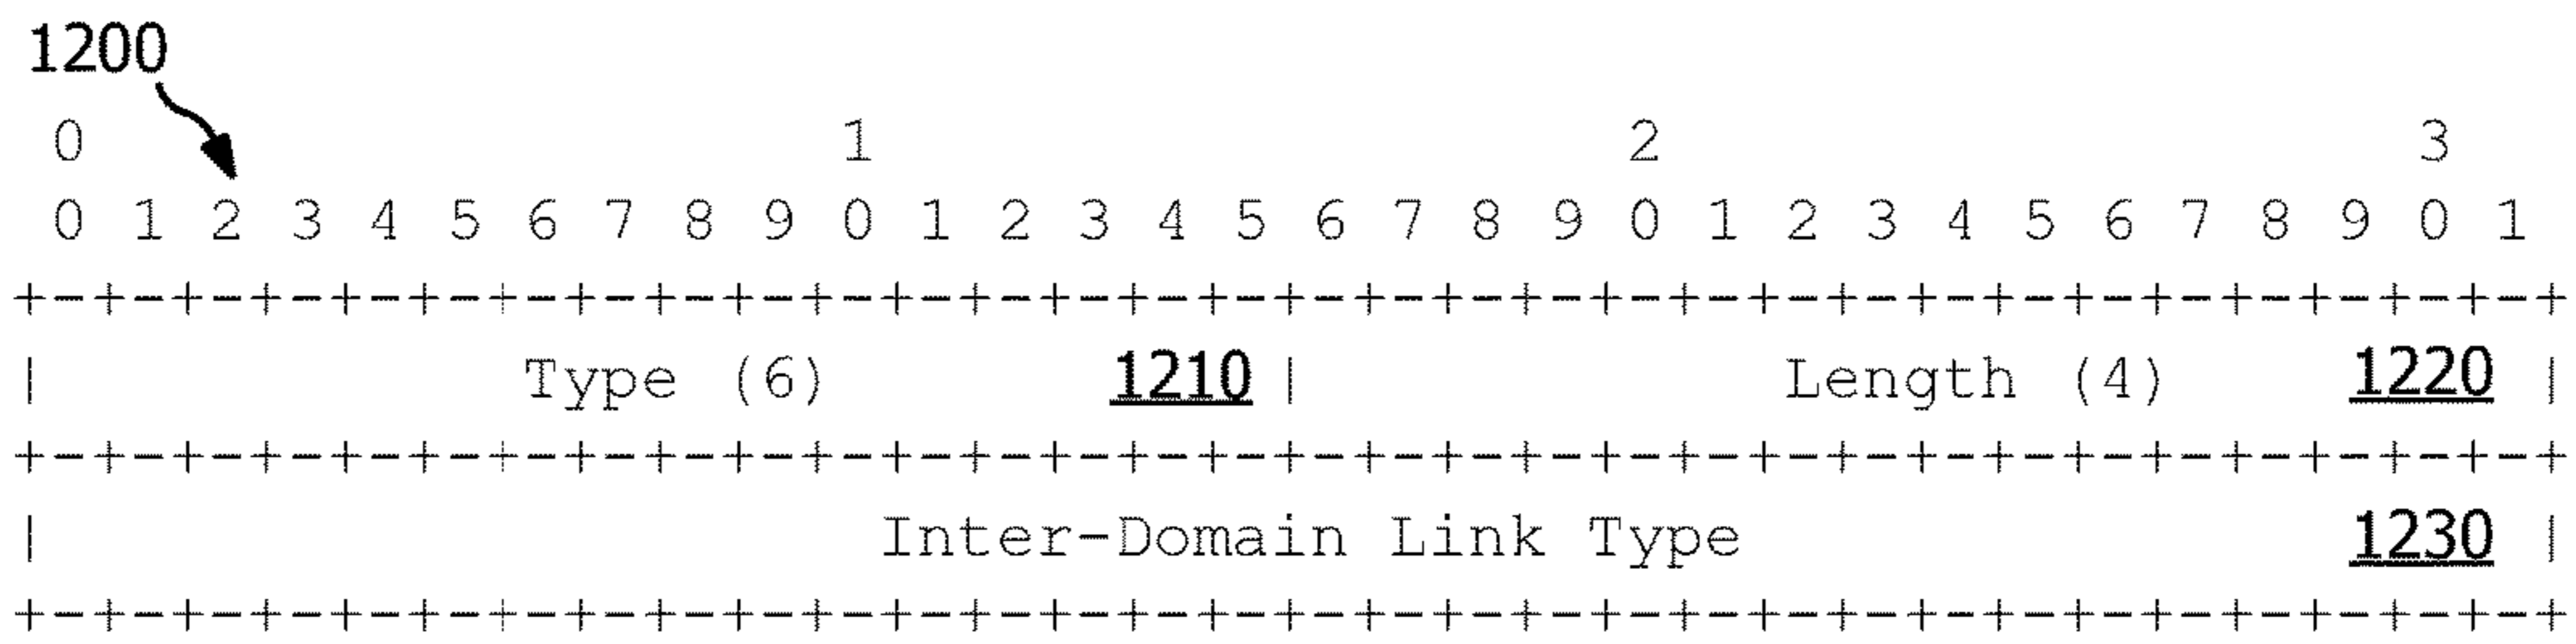 1200
0 1 2 3
0 1 2 3 4 5 6 7 8 9 0 1 2 3 4 5 6 7 8 9 0 1 2 3 4 5 6 7 8 9 0 1
+-+-+-+-+-+-+-+-+-+-+-+-+-+-+-+-+-+-+-+-+-+-+-+-+-+-+-+-+-+-+-+-+
| Type (6) 1210 | Length (4) 1220 |
+-+-+-+-+-+-+-+-+-+-+-+-+-+-+-+-+-+-+-+-+-+-+-+-+-+-+-+-+-+-+-+-+
| Inter-Domain Link Type 1230 |
+-+-+-+-+-+-+-+-+-+-+-+-+-+-+-+-+-+-+-+-+-+-+-+-+-+-+-+-+-+-+-+-+